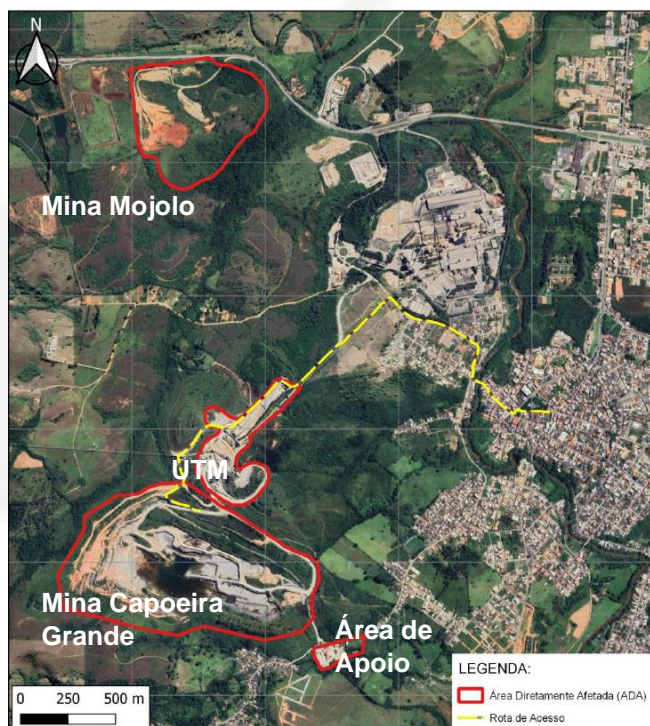 N
Mina Mojolo
UTM
Mina Capoeira
Grande
Área de
Apoio
LEGENDA:
Área Diretamente Afetada (ADA)
Rota de Acesso
0 250 500 m